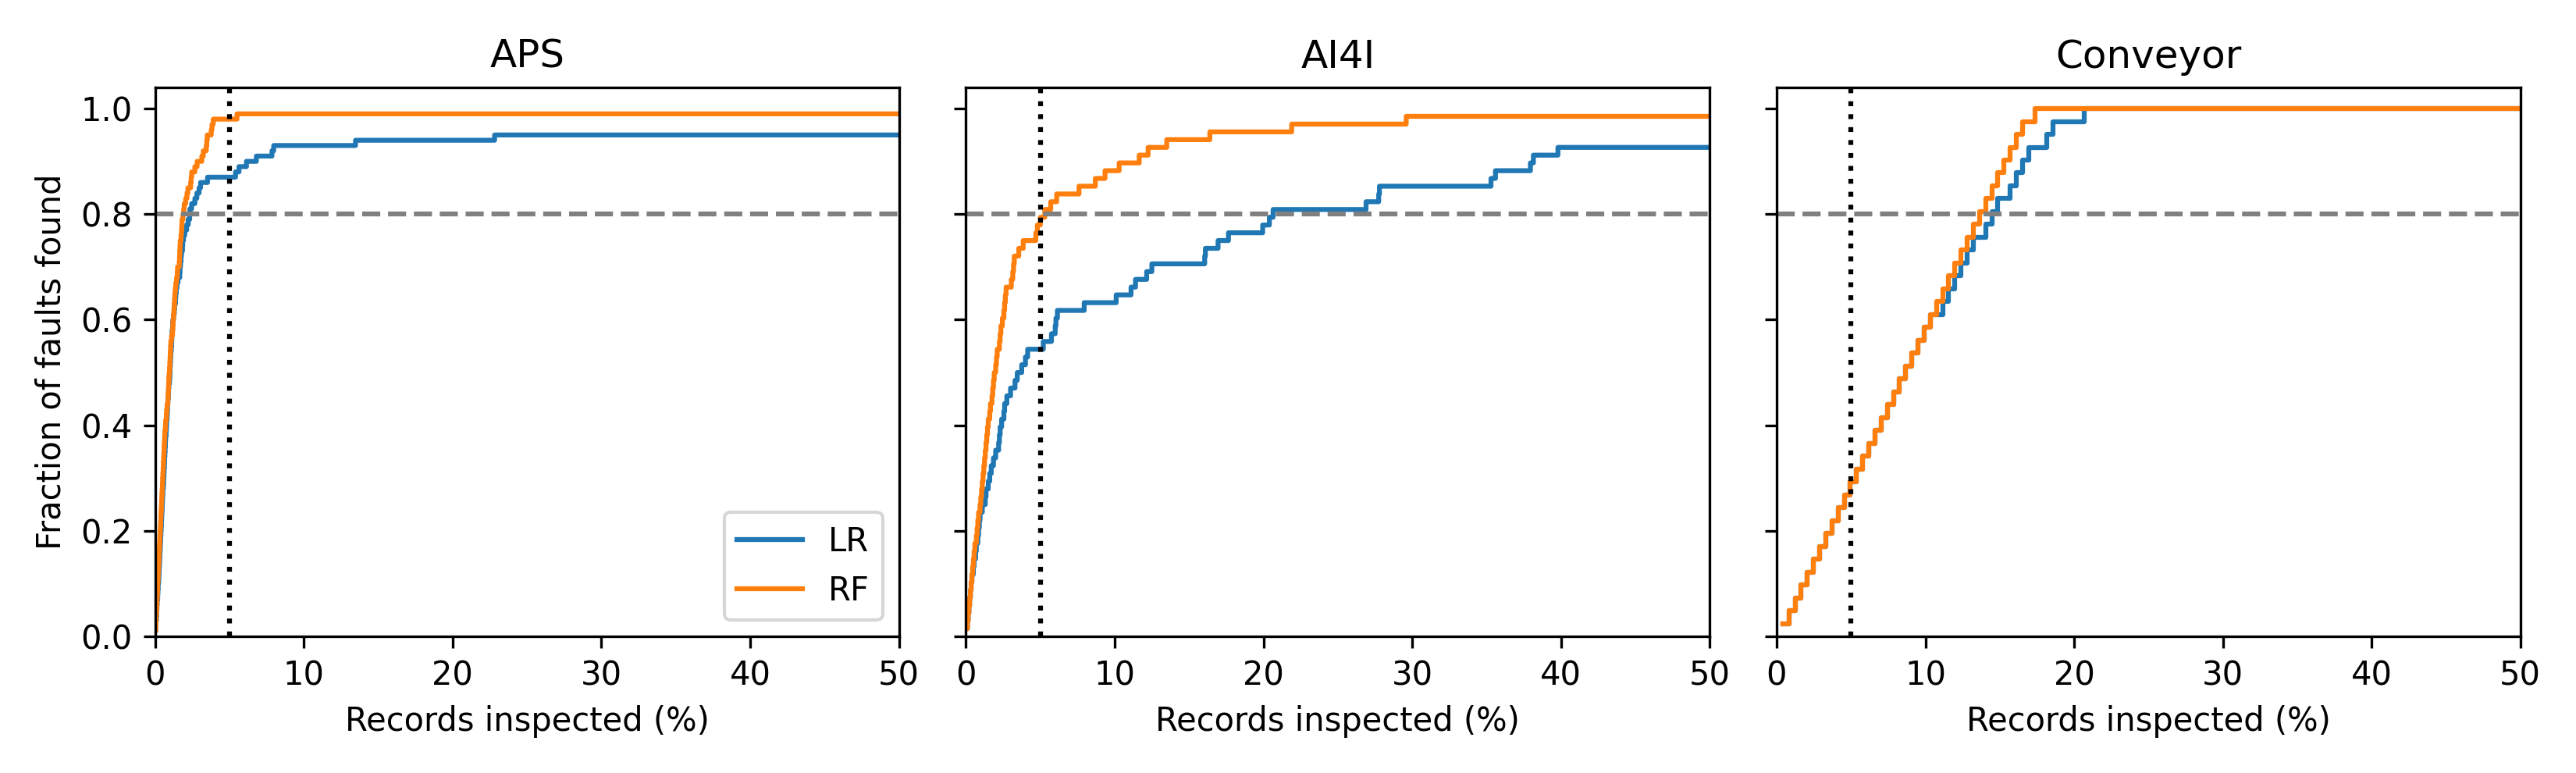 APS
AI4I
Conveyor
Fraction of faults found
1.0
0.8
0.6
0.4
0.2
0.0
LR
RF
0 10 20 30 40 50
0 10 20 30 40 50
0 10 20 30 40 50
Records inspected (%)
Records inspected (%)
Records inspected (%)